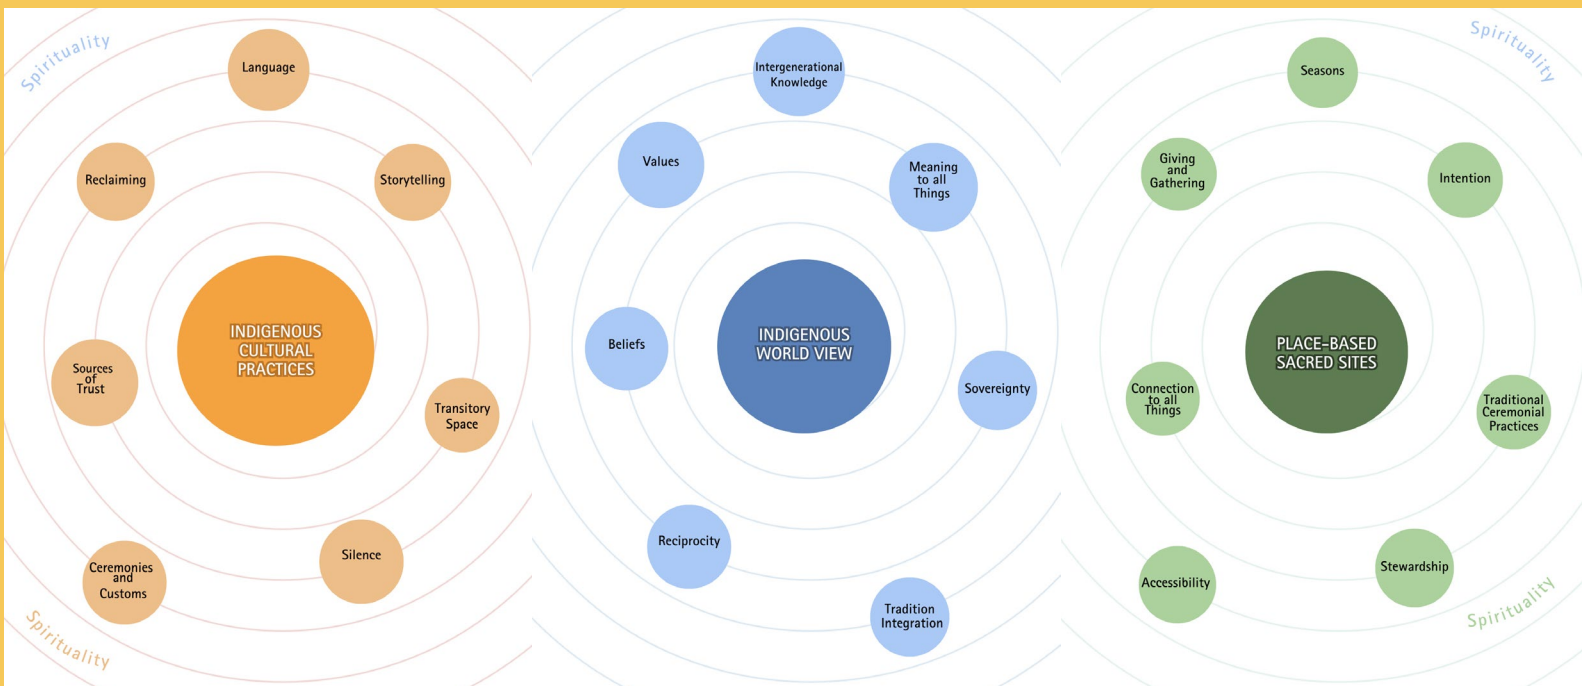 Spirituality
Language
Reclaiming
Storytelling
INDIGENOUS
CULTURAL
PRACTICES
Sources
of
Trust
Transitory
Space
Silence
Ceremonies
and
Customs
Spirituality
Intergenerational
Knowledge
Values
Meaning
to all
Things
INDIGENOUS
WORLD VIEW
Beliefs
Sovereignty
Reciprocity
Tradition
Integration
Spirituality
Seasons
Giving
and
Gathering
Intention
PLACE-BASED
SACRED SITES
Connection
to all
Things
Traditional
Ceremonial
Practices
Stewardship
Accessibility
Spirituality